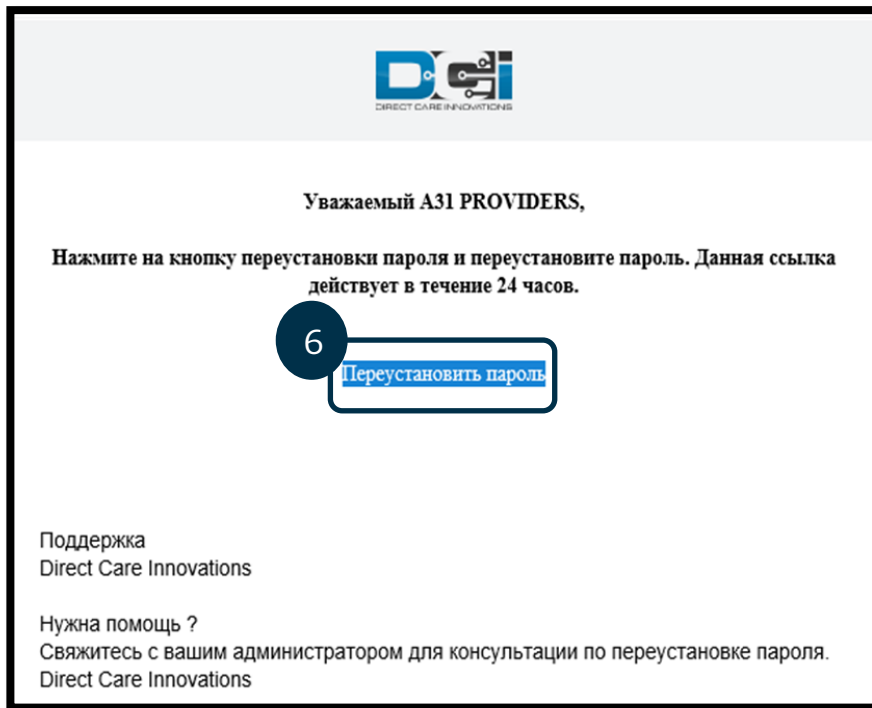 DCi
DIRECT CARE INNOVATIONS
Уважаемый A31 PROVIDERS,
Нажмите на кнопку переустановки пароля и переустановите пароль. Данная ссылка
действует в течение 24 часов.
6
Переустановить пароль
Поддержка
Direct Care Innovations
Нужна помощь ?
Свяжитесь с вашим администратором для консультации по переустановке пароля.
Direct Care Innovations